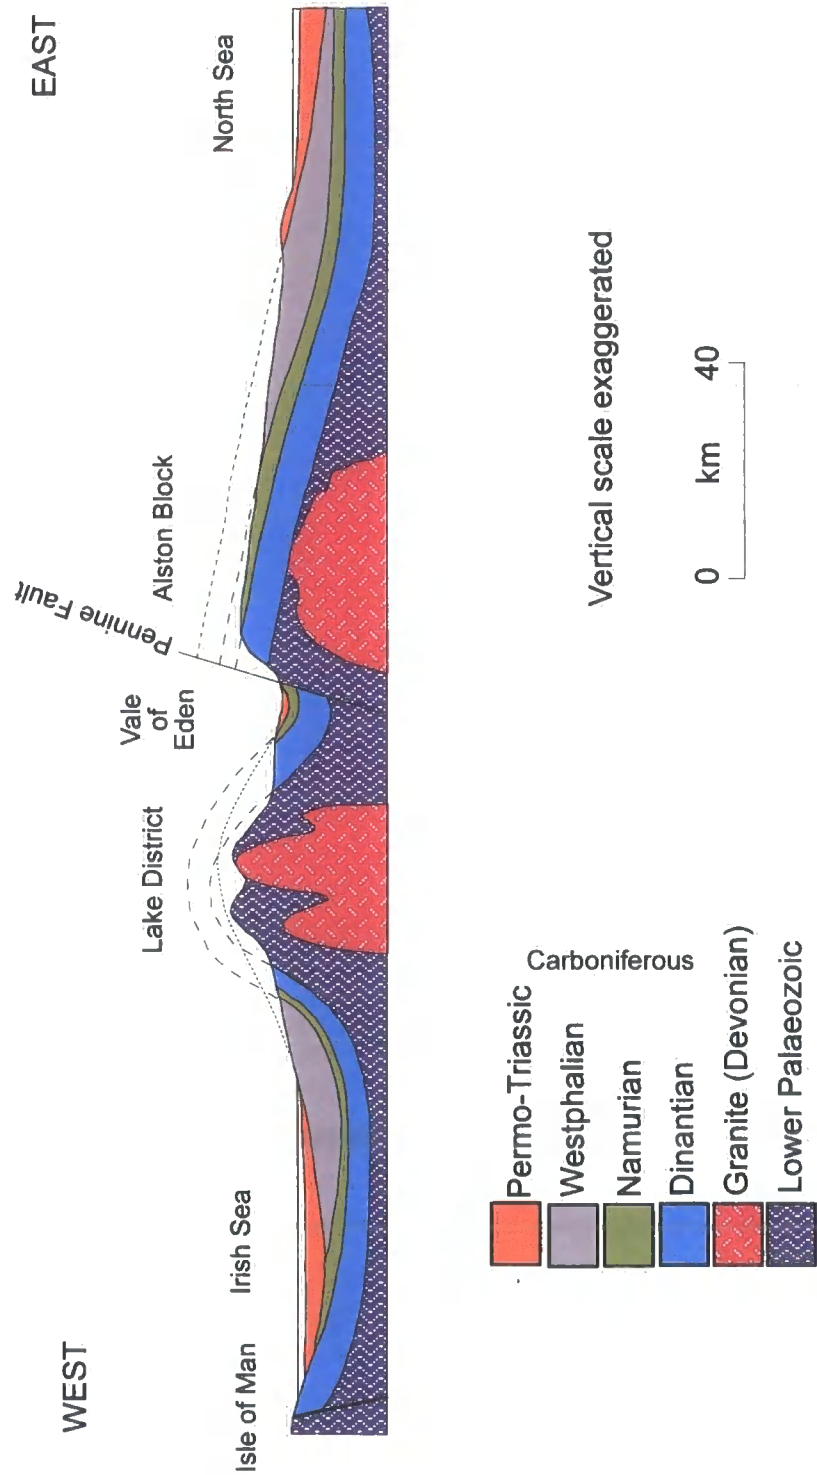 WEST
EAST
Isle of Man
Irish Sea
Lake District
Vale
of
Eden
Pennine Fault
Alston Block
North Sea
Permo-Triassic
Westphalian
Namurian
Dinantian
Granite (Devonian)
Lower Palaeozoic
Carboniferous
Vertical scale exaggerated
0 km 40